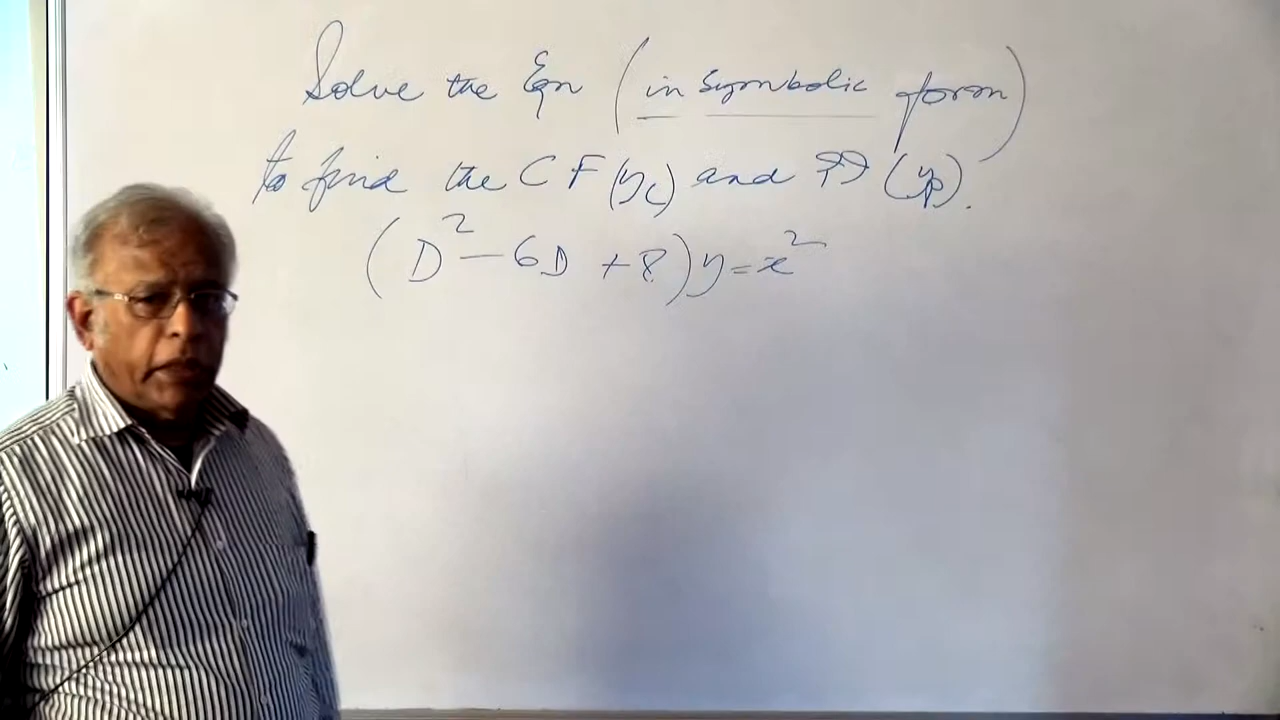 Solve the Eqn (in symbolic form)
to find the CF (yc) and PI (yp).
(D² - 6D + 8)y = x²